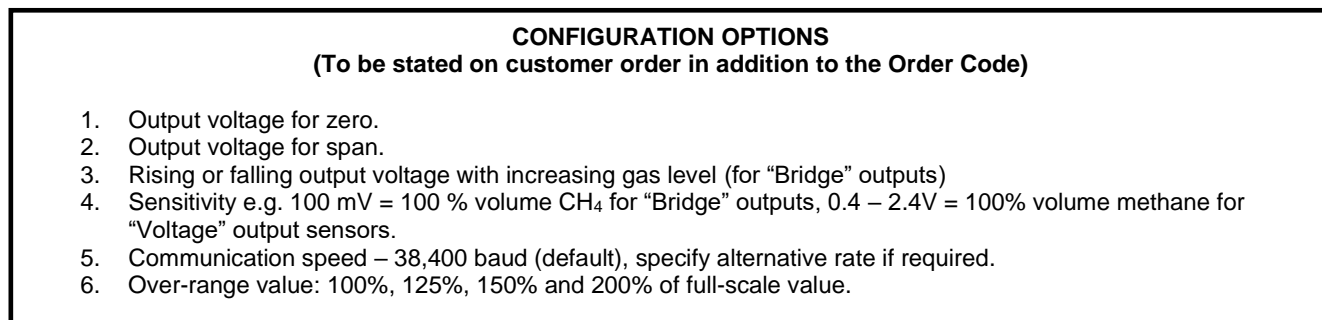 CONFIGURATION OPTIONS
(To be stated on customer order in addition to the Order Code)
1. Output voltage for zero.
2. Output voltage for span.
3. Rising or falling output voltage with increasing gas level (for “Bridge” outputs)
4. Sensitivity e.g. 100 mV = 100 % volume CH₄ for “Bridge” outputs, 0.4 – 2.4V = 100% volume methane for
“Voltage” output sensors.
5. Communication speed – 38,400 baud (default), specify alternative rate if required.
6. Over-range value: 100%, 125%, 150% and 200% of full-scale value.